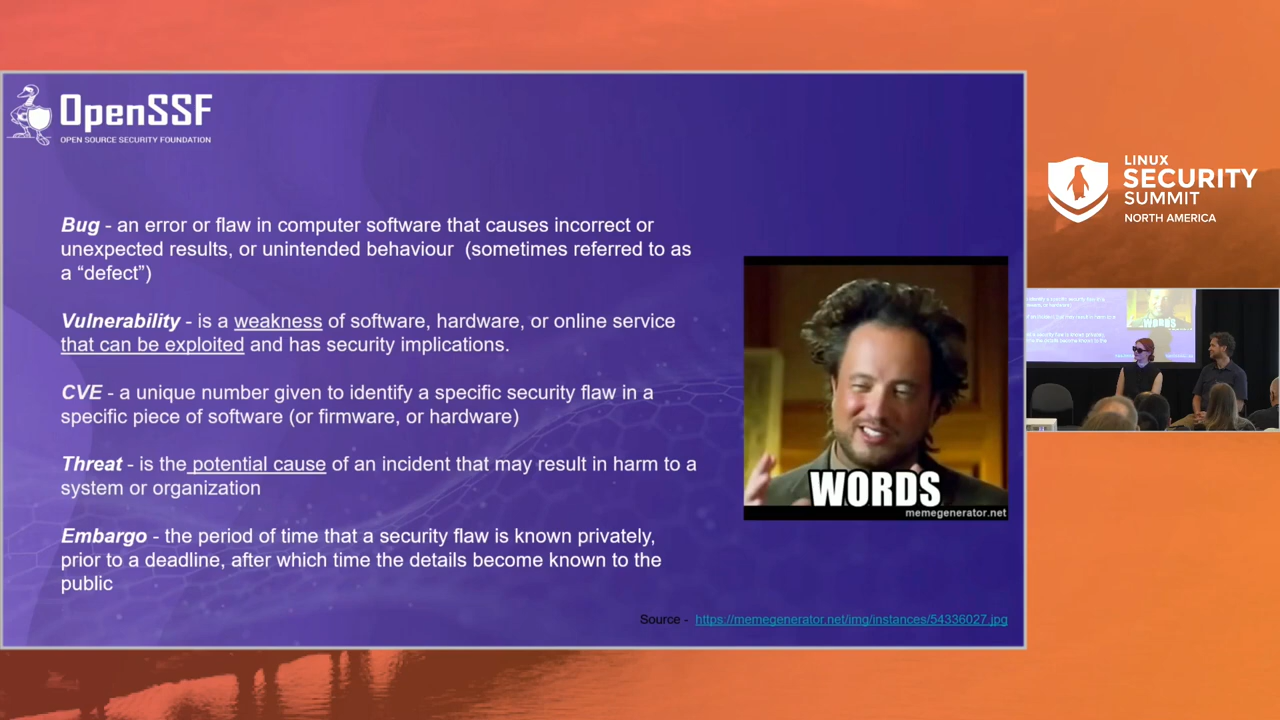 OpenSSF
OPEN SOURCE SECURITY FOUNDATION
Bug - an error or flaw in computer software that causes incorrect or
unexpected results, or unintended behaviour  (sometimes referred to as
a “defect”)
Vulnerability - is a weakness of software, hardware, or online service
that can be exploited and has security implications.
CVE - a unique number given to identify a specific security flaw in a
specific piece of software (or firmware, or hardware)
Threat - is the potential cause of an incident that may result in harm to a
system or organization
Embargo - the period of time that a security flaw is known privately,
prior to a deadline, after which time the details become known to the
public
WORDS
memegenerator.net
Source - https://memegenerator.net/img/instances/54336027.jpg
LINUX
SECURITY
SUMMIT
NORTH AMERICA
WORDS